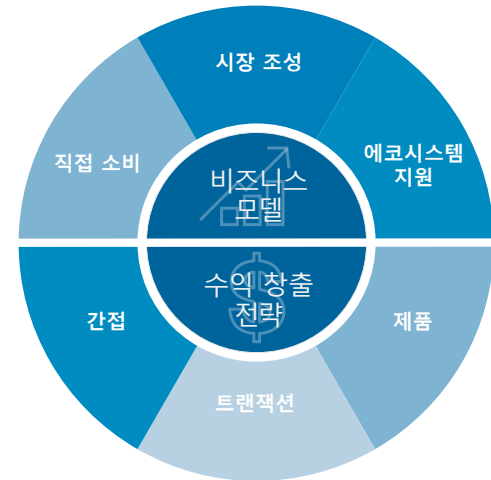 시장 조성
직접 소비
에코시스템
지원
비즈니스
모델
수익 창출
전략
간접
제품
트랜잭션